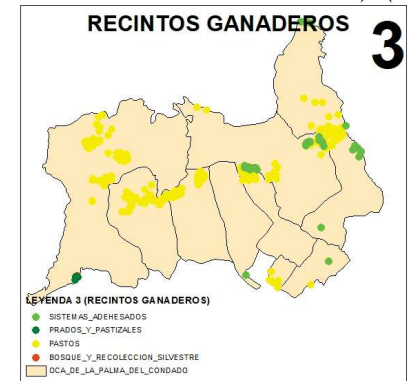 RECINTOS GANADEROS
3
LEYENDA 3 (RECINTOS GANADEROS)
SISTEMAS_ADEHESADOS
PRADOS_Y_PASTIZALES
PASTOS
BOSQUE_Y_RECOLECCION_SILVESTRE
OCA_DE_LA_PALMA_DEL_CONDADO